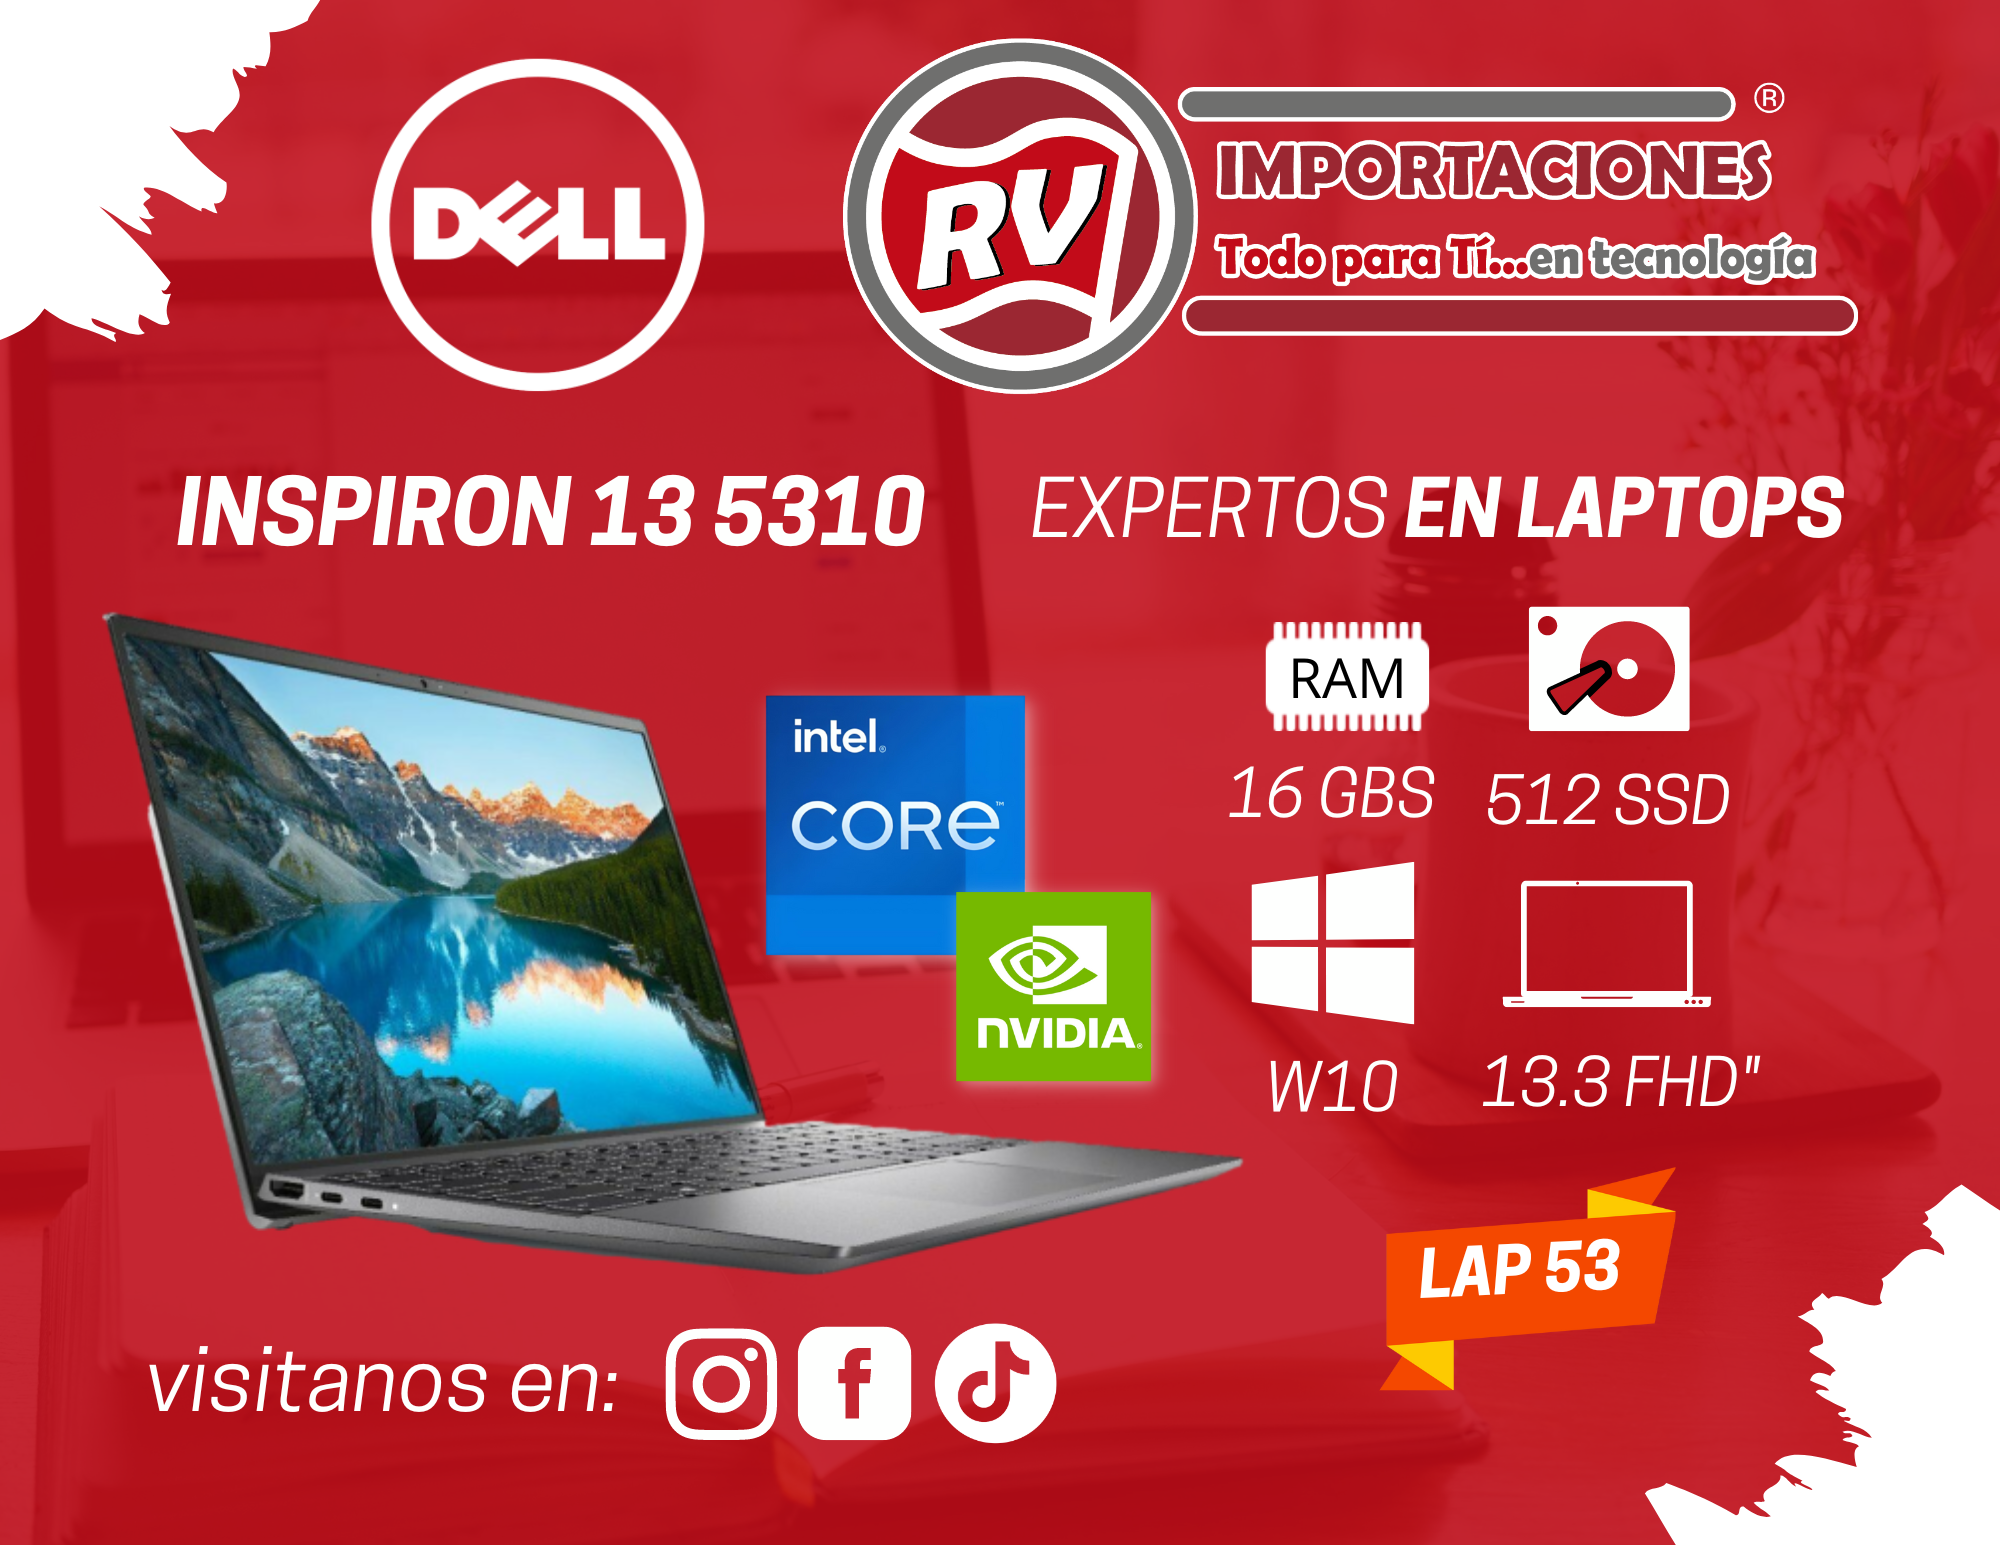 DELL
RV
®
IMPORTACIONES
Todo para Tí...en tecnología
INSPIRON 13 5310
EXPERTOS EN LAPTOPS
RAM
16 GBS
512 SSD
intel®
CORE™
NVIDIA®
W10
13.3 FHD"
LAP 53
visitanos en: